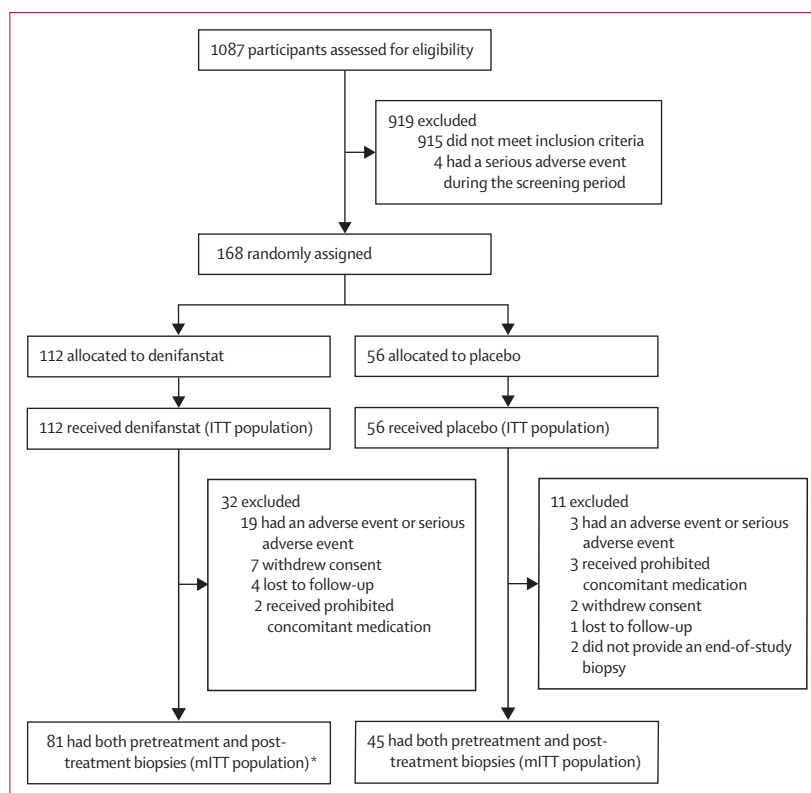 1087 participants assessed for eligibility
919 excluded
915 did not meet inclusion criteria
4 had a serious adverse event
during the screening period
168 randomly assigned
112 allocated to denifanstat
56 allocated to placebo
112 received denifanstat (ITT population)
56 received placebo (ITT population)
32 excluded
19 had an adverse event or serious
adverse event
7 withdrew consent
4 lost to follow-up
2 received prohibited
concomitant medication
11 excluded
3 had an adverse event or serious
adverse event
3 received prohibited
concomitant medication
2 withdrew consent
1 lost to follow-up
2 did not provide an end-of-study
biopsy
81 had both pretreatment and post-
treatment biopsies (mITT population)*
45 had both pretreatment and post-
treatment biopsies (mITT population)